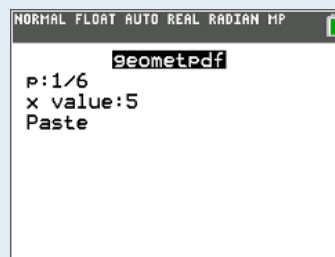 NORMAL FLOAT AUTO REAL RADIAN MP
geometpdf
p:1/6
x value:5
Paste